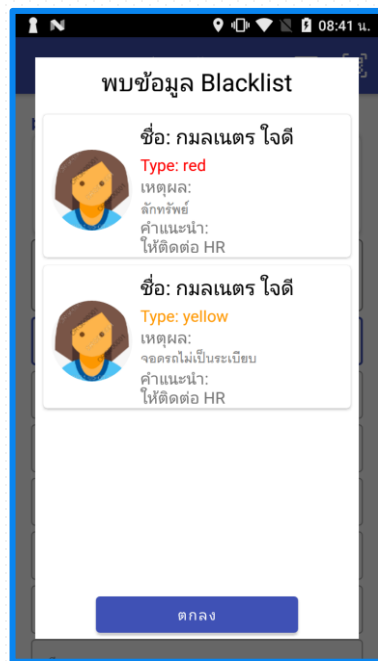 08:41 น.
พบข้อมูล Blacklist
ชื่อ: กมลเนตร ใจดี
Type: red
เหตุผล:
ลักทรัพย์
คำแนะนำ:
ให้ติดต่อ HR
ชื่อ: กมลเนตร ใจดี
Type: yellow
เหตุผล:
จอดรถไม่เป็นระเบียบ
คำแนะนำ:
ให้ติดต่อ HR
ตกลง